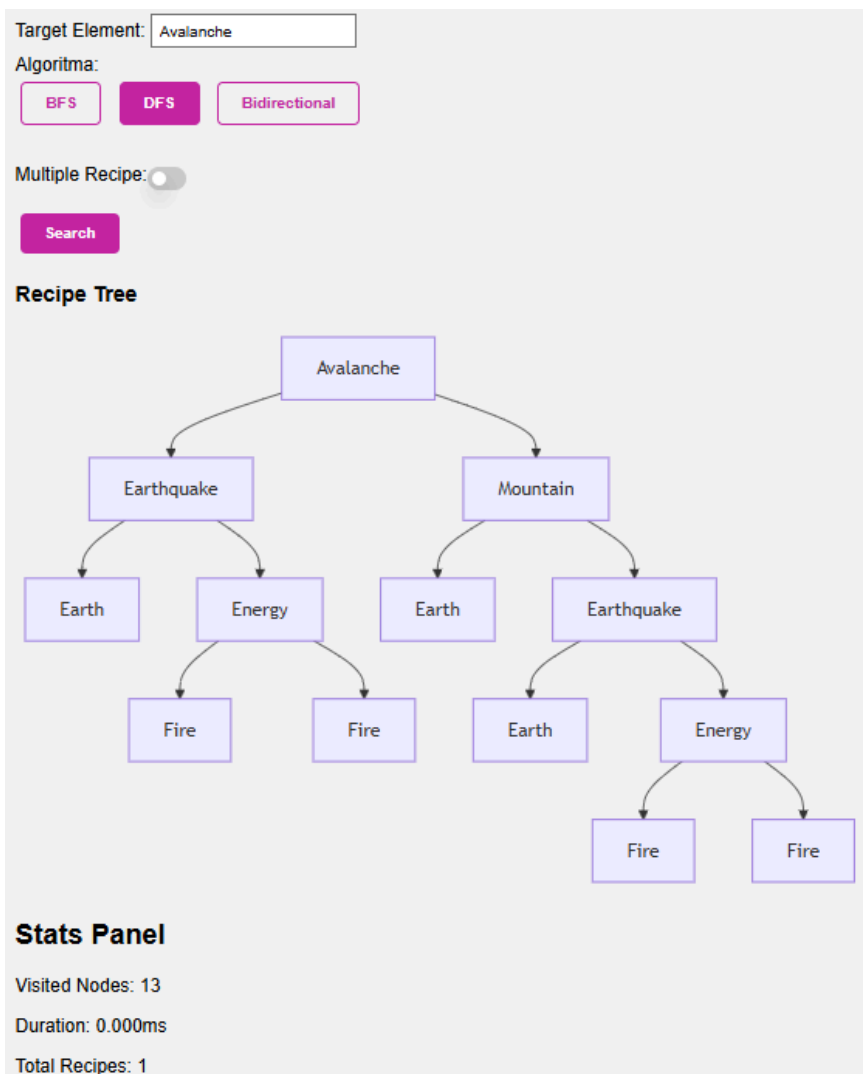 Target Element: Avalanche
Algoritma:
BFS DFS Bidirectional
Multiple Recipe:
Search
Recipe Tree
Avalanche
Earthquake Mountain
Earth Energy Earth Earthquake
Fire Fire Earth Energy
Fire Fire
Stats Panel
Visited Nodes: 13
Duration: 0.000ms
Total Recipes: 1